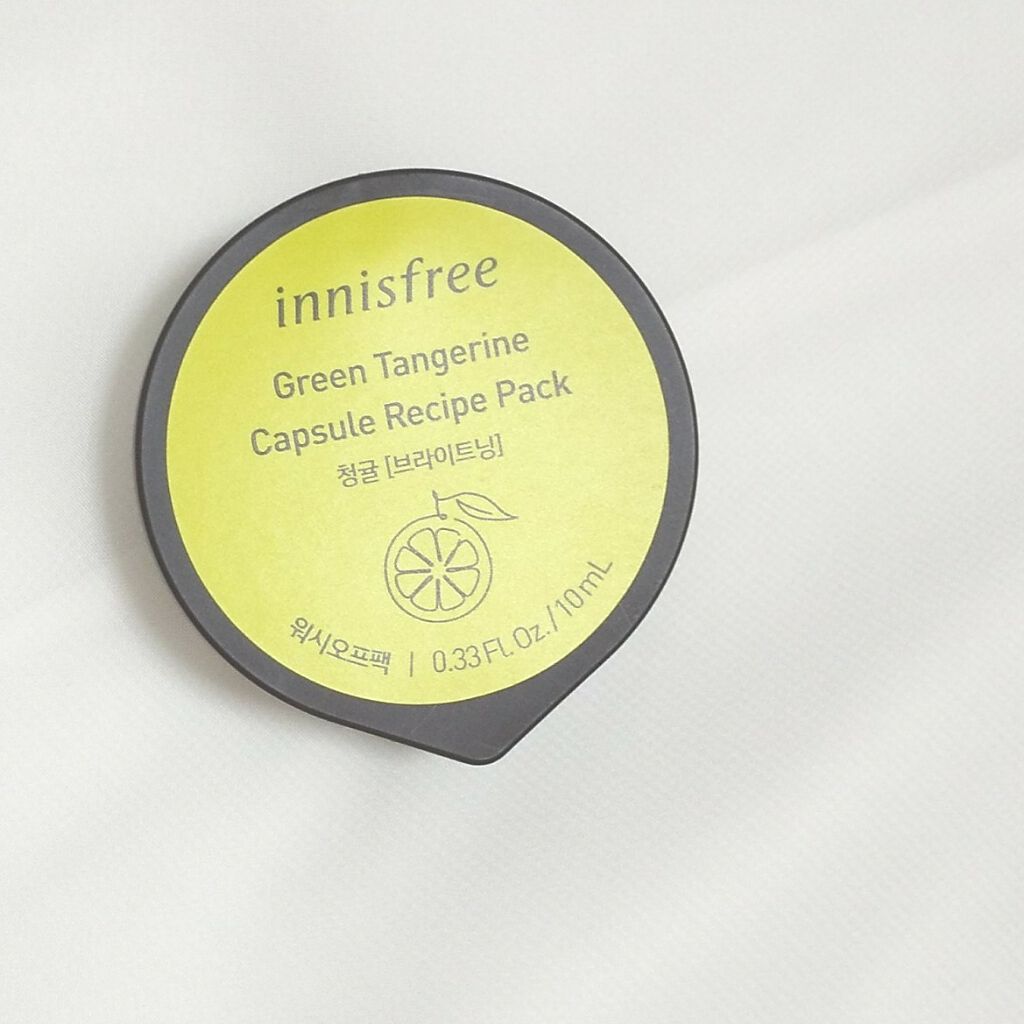 innisfree
Green Tangerine
Capsule Recipe Pack
청귤 [브라이트닝]
워시오프팩 | 0.33 Fl. Oz. / 10 mL